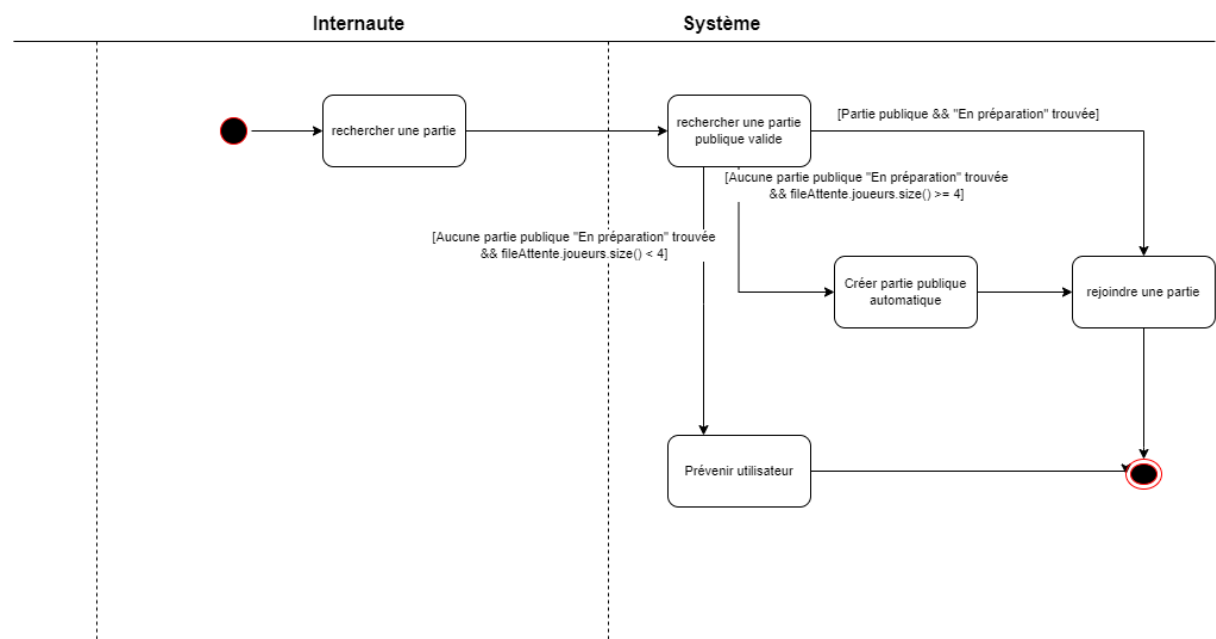 Internaute
Système
rechercher une partie
rechercher une partie
publique valide
[Partie publique && "En préparation" trouvée]
[Aucune partie publique "En préparation" trouvée
&& fileAttente.joueurs.size() >= 4]
[Aucune partie publique "En préparation" trouvée
&& fileAttente.joueurs.size() < 4]
Créer partie publique
automatique
rejoindre une partie
Prévenir utilisateur